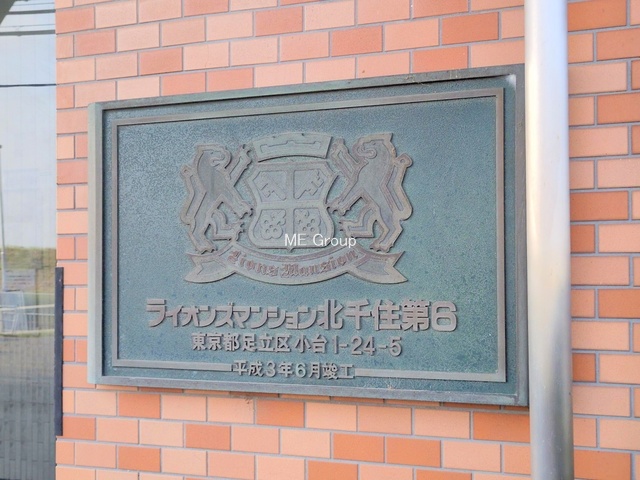 ME Group
Lions Mansion
ライオンズマンション北千住第6
東京都足立区小台1-24-5
平成3年6月竣工